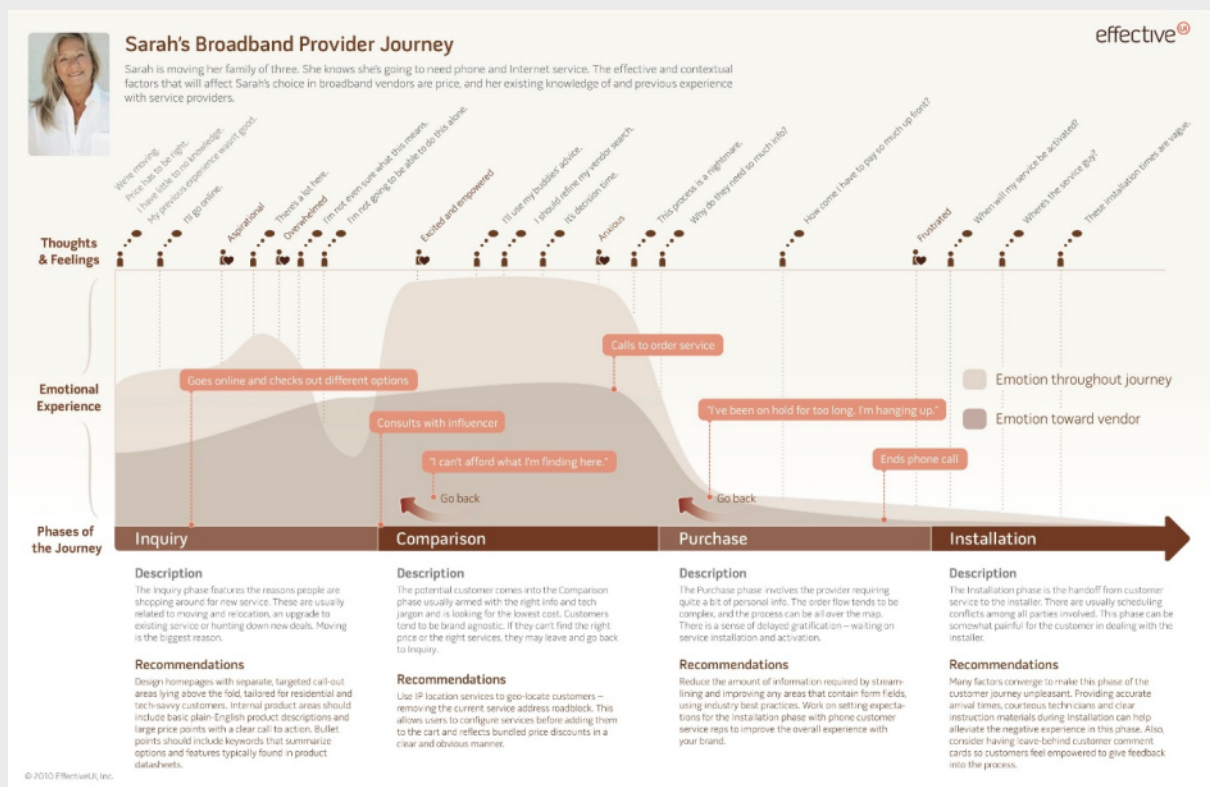 effective UI
Sarah's Broadband Provider Journey
Sarah is moving her family of three. She knows she's going to need phone and Internet service. The effective and contextual
factors that will affect Sarah's choice in broadband vendors are price, and her existing knowledge of and previous experience
with service providers.
We're moving.
Price has to be right.
I have little to no knowledge.
My previous experience wasn't good.
I'll go online.
Aspirational
There's a lot here.
Overwhelmed
I'm not even sure what this means.
I'm not going to be able to do this alone.
Excited and empowered
I'll use my buddies' advice.
I should refine my vendor search.
It's decision time.
Anxious
This process is a nightmare.
Why do they need so much info?
How come I have to pay so much up front?
Frustrated
When will my service be activated?
Where's the service guy?
These installation times are vague.
Thoughts
& Feelings
Emotional
Experience
Goes online and checks out different options
Consults with influencer
"I can't afford what I'm finding here."
Go back
Calls to order service
"I've been on hold for too long. I'm hanging up."
Go back
Ends phone call
Emotion throughout journey
Emotion toward vendor
Phases of
the Journey
Inquiry
Comparison
Purchase
Installation
Description
The Inquiry phase features the reasons people are
shopping around for new service. These are usually
related to moving and relocation, an upgrade to
existing service or hunting down new deals. Moving
is the biggest reason.
Recommendations
Design homepages with separate, targeted call-out
areas lying above the fold, tailored for residential and
tech-savvy customers. Internal product areas should
include basic plain-English product descriptions and
large price points with a clear call to action. Bullet
points should include keywords that summarize
options and features typically found in product
datasheets.
Description
The potential customer comes into the Comparison
phase usually armed with the right info and tech
jargon and is looking for the lowest cost. Customers
tend to be brand agnostic. If they can't find the right
price or the right services, they may leave and go back
to Inquiry.
Recommendations
Use IP location services to geo-locate customers –
removing the current service address roadblock. This
allows users to configure services before adding them
to the cart and reflects bundled price discounts in a
clear and obvious manner.
Description
The Purchase phase involves the provider requiring
quite a bit of personal info. The order flow tends to be
complex, and the process can be all over the map.
There is a sense of delayed gratification – waiting on
service installation and activation.
Recommendations
Reduce the amount of information required by stream-
lining and improving any areas that contain form fields,
using industry best practices. Work on setting expecta-
tions for the Installation phase with phone customer
service reps to improve the overall experience with
your brand.
Description
The Installation phase is the handoff from customer
service to the installer. There are usually scheduling
conflicts among all parties involved. This phase can be
somewhat painful for the customer in dealing with the
installer.
Recommendations
Many factors converge to make this phase of the
customer journey unpleasant. Providing accurate
arrival times, courteous technicians and clear
instruction materials during Installation can help
alleviate the negative experience in this phase. Also,
consider having leave-behind customer comment
cards so customers feel empowered to give feedback
into the process.
© 2010 EffectiveUI, Inc.